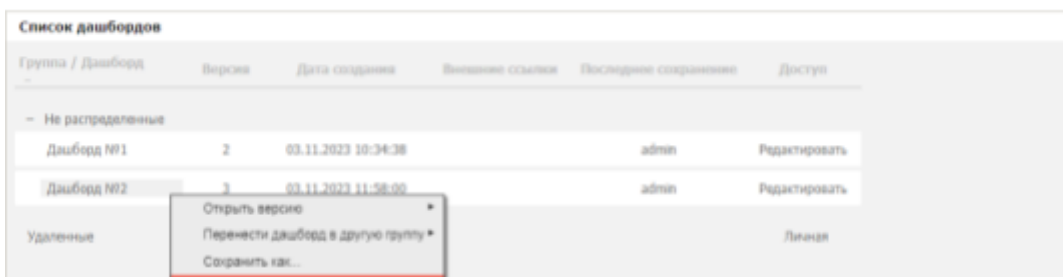 Список дашбордов
Группа / Дашборд Версия Дата создания Внешние ссылки Последнее сохранение Доступ
− Не распределенные
Дашборд №1 2 03.11.2023 10:34:38 admin Редактировать
Дашборд №2 3 03.11.2023 11:58:00 admin Редактировать
Открыть версию
Перенести дашборд в другую группу
Удаленные Личная
Сохранить как...